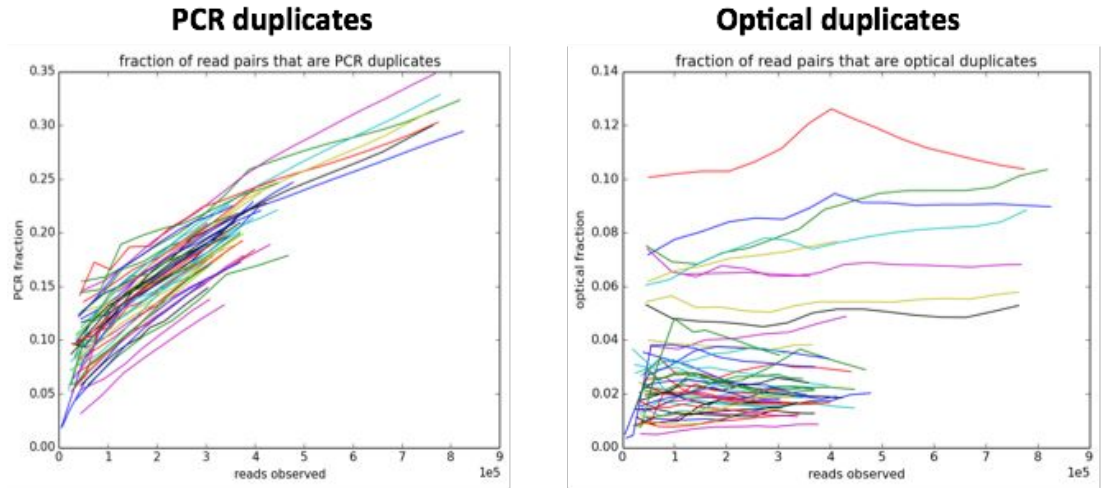 PCR duplicates
fraction of read pairs that are PCR duplicates
0.35
0.30
0.25
0.20
0.15
0.10
0.05
0.00
PCR fraction
0 1 2 3 4 5 6 7 8 9
1e5
reads observed
Optical duplicates
fraction of read pairs that are optical duplicates
0.14
0.12
0.10
0.08
0.06
0.04
0.02
0.00
optical fraction
0 1 2 3 4 5 6 7 8 9
1e5
reads observed